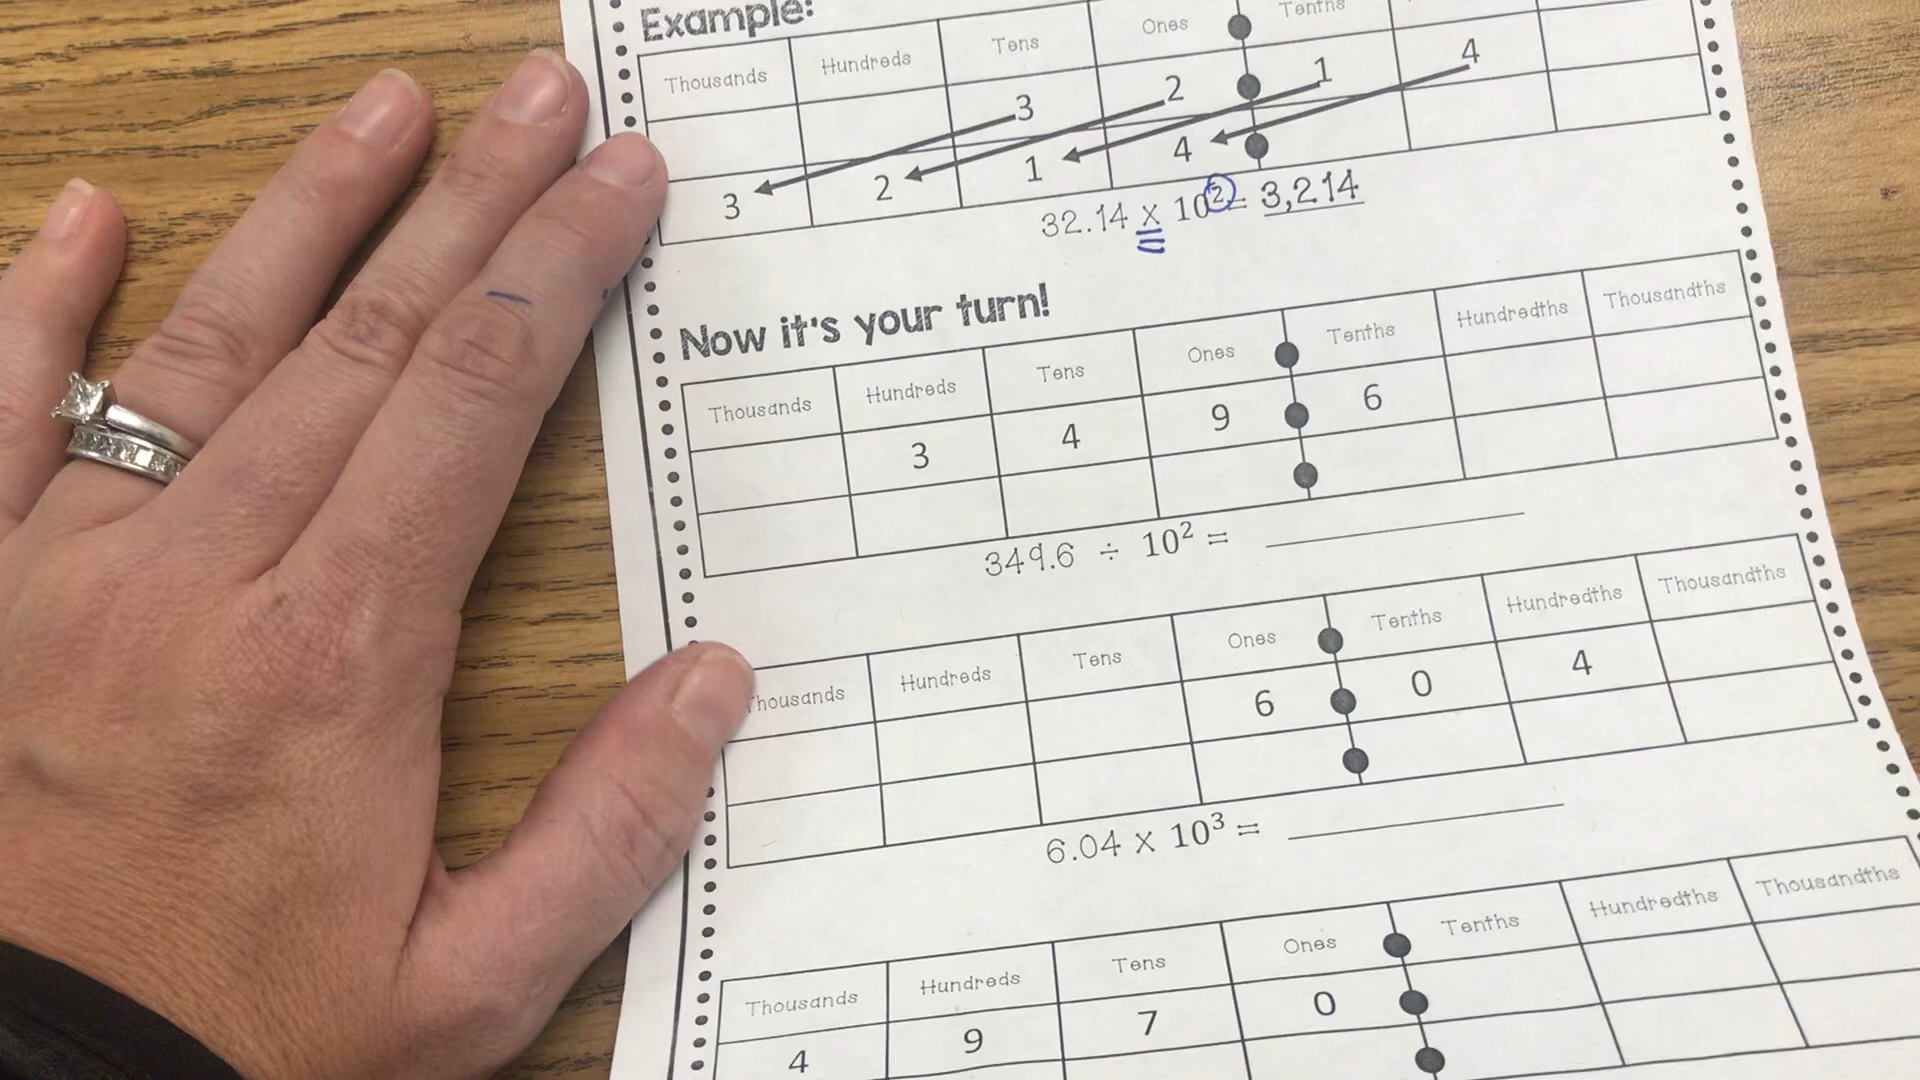 Example:
Thousands Hundreds Tens Ones Tenths
3 2 1 4
3 2 1 4
32.14 x 10² = 3,214
Now it's your turn!
Thousands Hundreds Tens Ones Tenths Hundredths Thousandths
3 4 9 6
349.6 ÷ 10² =
Thousands Hundreds Tens Ones Tenths Hundredths Thousandths
6 0 4
6.04 x 10³ =
Thousands Hundreds Tens Ones Tenths Hundredths Thousandths
4 9 7 0